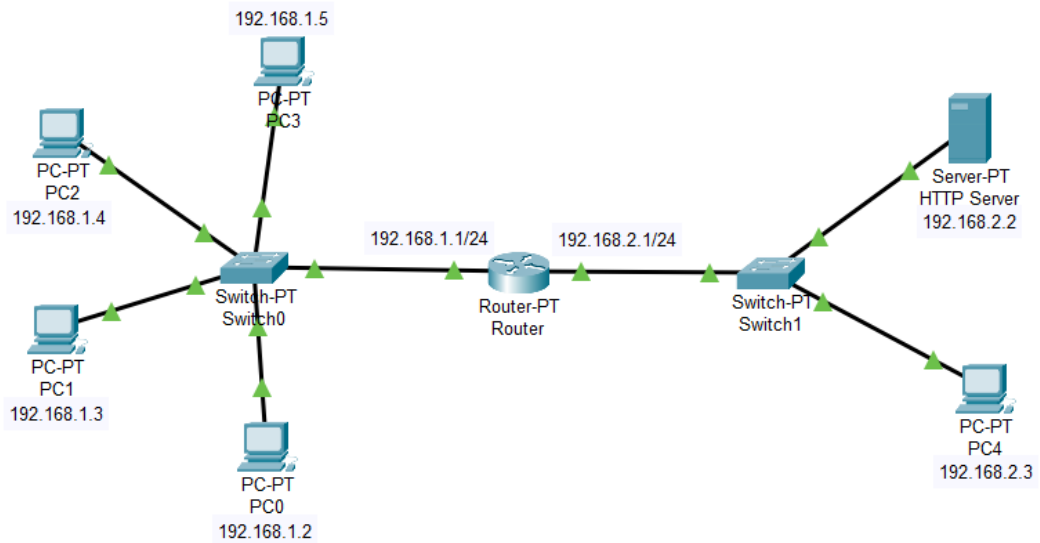 192.168.1.5
PC-PT
PC3
PC-PT
PC2
192.168.1.4
Switch-PT
Switch0
PC-PT
PC1
192.168.1.3
PC-PT
PC0
192.168.1.2
192.168.1.1/24
192.168.2.1/24
Router-PT
Router
Switch-PT
Switch1
Server-PT
HTTP Server
192.168.2.2
PC-PT
PC4
192.168.2.3